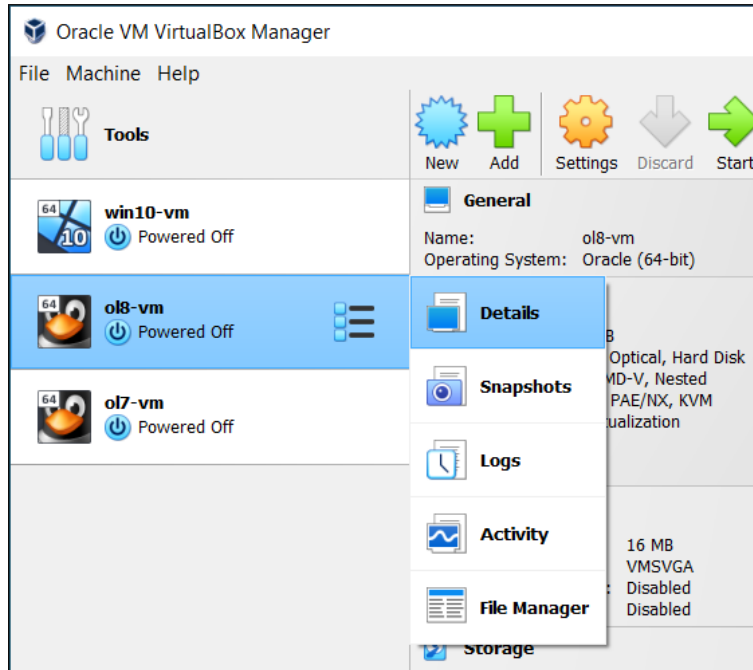 Oracle VM VirtualBox Manager
File Machine Help
Tools
New Add Settings Discard Start
64
10
win10-vm
Powered Off
64
ol8-vm
Powered Off
64
ol7-vm
Powered Off
General
Name: ol8-vm
Operating System: Oracle (64-bit)
Details
Snapshots
Logs
Activity
File Manager
B
Optical, Hard Disk
MD-V, Nested
PAE/NX, KVM
ualization
16 MB
VMSVGA
: Disabled
Disabled
Storage